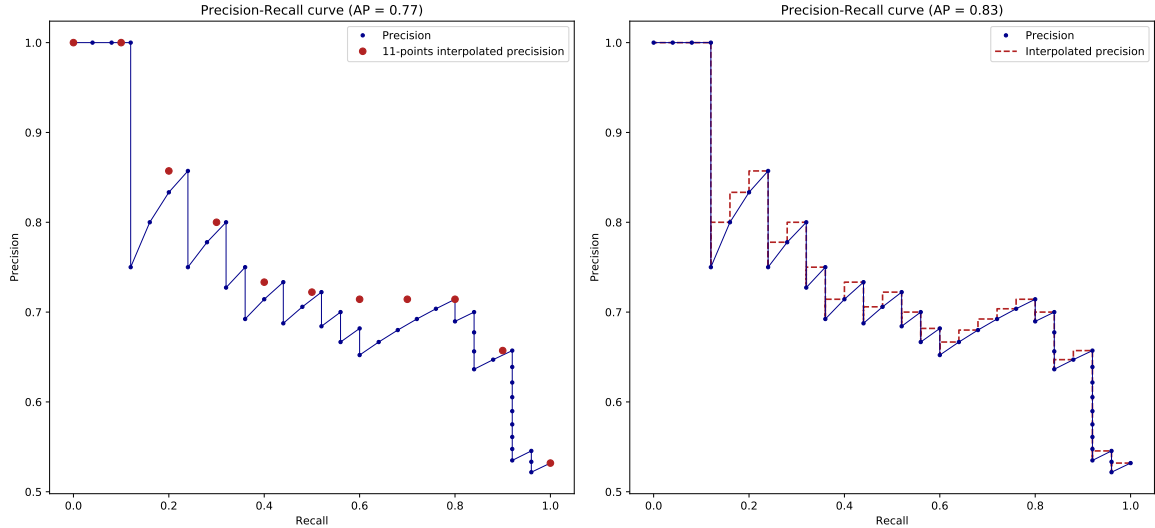 Precision-Recall curve (AP = 0.77)
Precision
11-points interpolated precisision
1.0
0.9
0.8
0.7
0.6
0.5
Precision
0.0
0.2
0.4
0.6
0.8
1.0
Recall
Precision-Recall curve (AP = 0.83)
Precision
Interpolated precision
1.0
0.9
0.8
0.7
0.6
0.5
Precision
0.0
0.2
0.4
0.6
0.8
1.0
Recall